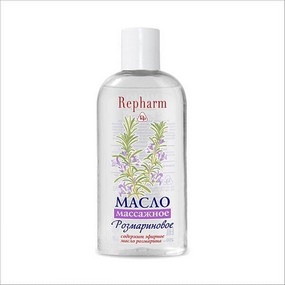 Repharm
МАСЛО
массажное
Розмариновое
содержит эфирное
масло розмарина